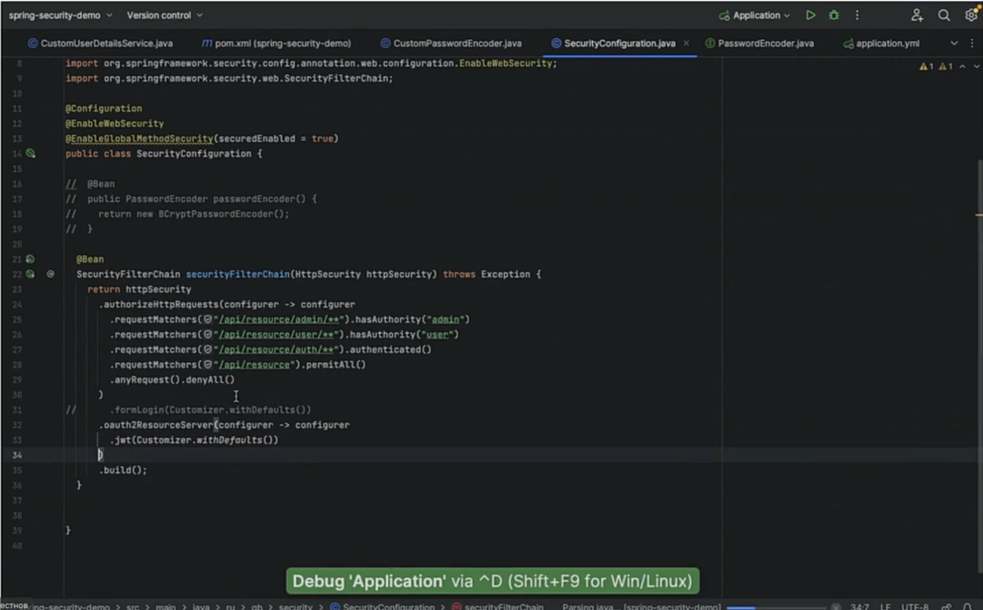 spring-security-demo Version control Application
CustomUserDetailsService.java pom.xml (spring-security-demo) CustomPasswordEncoder.java SecurityConfiguration.java PasswordEncoder.java application.yml
8 import org.springframework.security.config.annotation.web.configuration.EnableWebSecurity;
9 import org.springframework.security.web.SecurityFilterChain;
1 1
10
11 @Configuration
12 @EnableWebSecurity
13 @EnableGlobalMethodSecurity(securedEnabled = true)
14 public class SecurityConfiguration {
15
16 // @Bean
17 // public PasswordEncoder passwordEncoder() {
18 // return new BCryptPasswordEncoder();
19 // }
20
21 @Bean
22 @ SecurityFilterChain securityFilterChain(HttpSecurity httpSecurity) throws Exception {
23 return httpSecurity
24 .authorizeHttpRequests(configurer -> configurer
25 .requestMatchers("/api/resource/admin/**").hasAuthority("admin")
26 .requestMatchers("/api/resource/user/**").hasAuthority("user")
27 .requestMatchers("/api/resource/auth/**").authenticated()
28 .requestMatchers("/api/resource").permitAll()
29 .anyRequest().denyAll()
30 )
31 // .formLogin(Customizer.withDefaults())
32 .oauth2ResourceServer(configurer -> configurer
33 .jwt(Customizer.withDefaults())
34 )
35 .build();
36 }
37
38
39 }
40
Debug 'Application' via ^D (Shift+F9 for Win/Linux)
ng-security-demo src main java ru ob security SecurityConfiguration securityFilterChain Parsing java... [spring-security-demo] 34:7 LF UTF-8